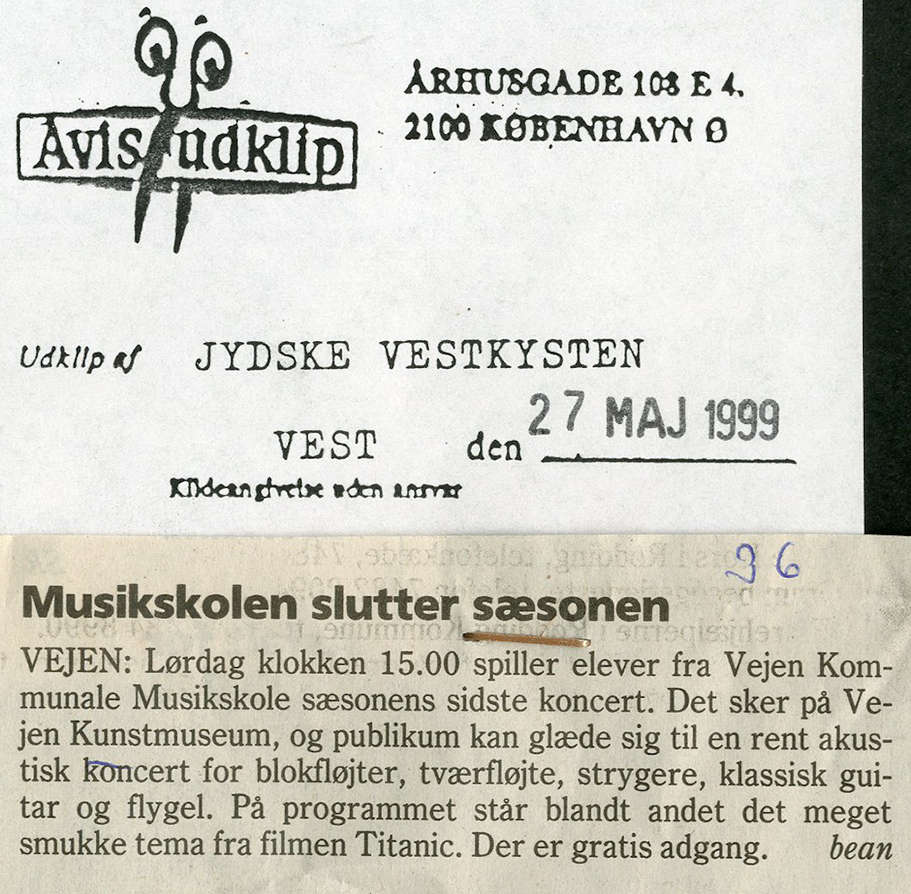 Avis udklip
ÅRHUSGADE 103 E 4.
2100 KØBENHAVN Ø
Udklip af JYDSKE VESTKYSTEN
VEST den 27 MAJ 1999
Kildeangivelse uden ansvar
96
Musikskolen slutter sæsonen
VEJEN: Lørdag klokken 15.00 spiller elever fra Vejen Kom-
munale Musikskole sæsonens sidste koncert. Det sker på Ve-
jen Kunstmuseum, og publikum kan glæde sig til en rent akus-
tisk koncert for blokfløjter, tværfløjte, strygere, klassisk gui-
tar og flygel. På programmet står blandt andet det meget
smukke tema fra filmen Titanic. Der er gratis adgang. bean